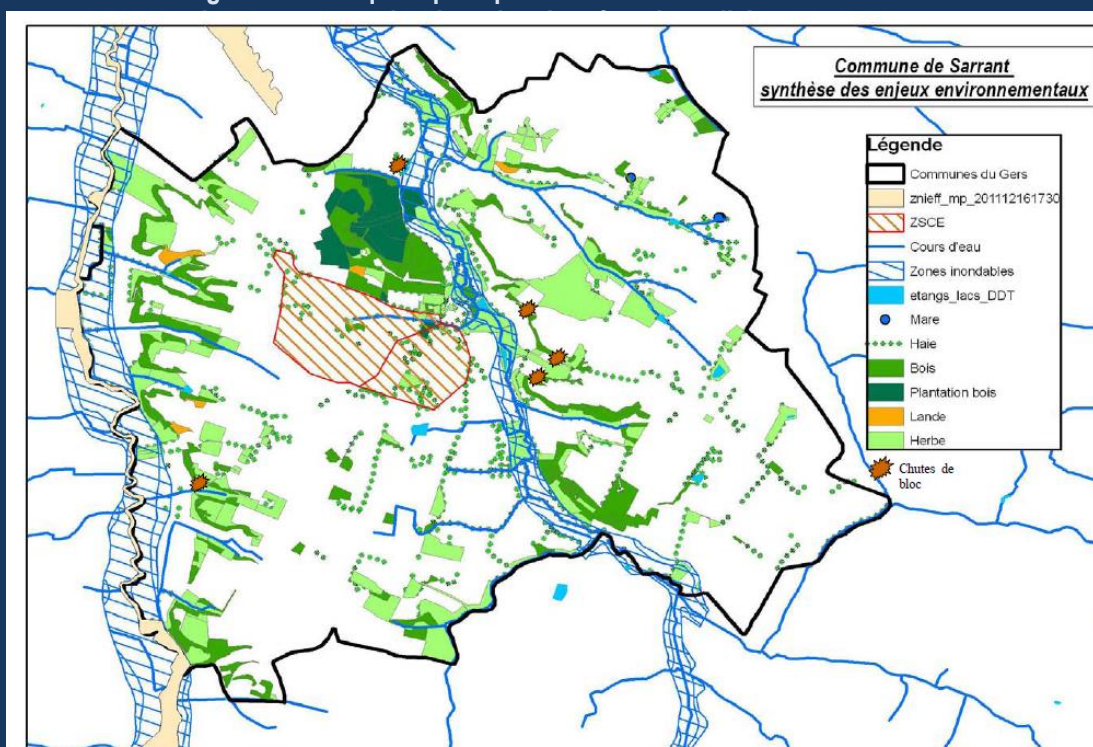 Commune de Sarrant
synthèse des enjeux environnementaux
Légende
Communes du Gers
znieff_mp_201112161730
ZSCE
Cours d'eau
Zones inondables
etangs_lacs_DDT
Mare
Haie
Bois
Plantation bois
Lande
Herbe
Chutes de
bloc